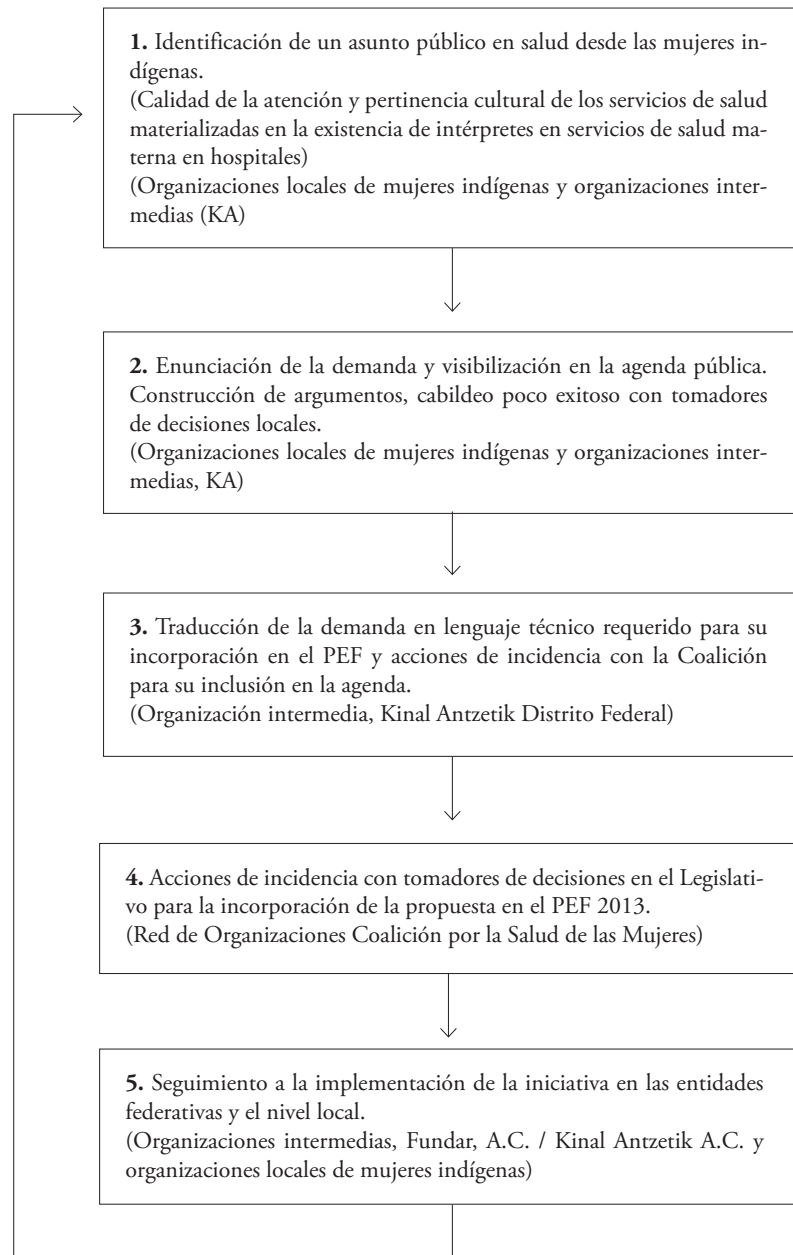 1. Identificación de un asunto público en salud desde las mujeres in-
dígenas.
(Calidad de la atención y pertinencia cultural de los servicios de salud
materializadas en la existencia de intérpretes en servicios de salud ma-
terna en hospitales)
(Organizaciones locales de mujeres indígenas y organizaciones inter-
medias (KA)
2. Enunciación de la demanda y visibilización en la agenda pública.
Construcción de argumentos, cabildeo poco exitoso con tomadores
de decisiones locales.
(Organizaciones locales de mujeres indígenas y organizaciones inter-
medias, KA)
3. Traducción de la demanda en lenguaje técnico requerido para su
incorporación en el PEF y acciones de incidencia con la Coalición
para su inclusión en la agenda.
(Organización intermedia, Kinal Antzetik Distrito Federal)
4. Acciones de incidencia con tomadores de decisiones en el Legislati-
vo para la incorporación de la propuesta en el PEF 2013.
(Red de Organizaciones Coalición por la Salud de las Mujeres)
5. Seguimiento a la implementación de la iniciativa en las entidades
federativas y el nivel local.
(Organizaciones intermedias, Fundar, A.C. / Kinal Antzetik A.C. y
organizaciones locales de mujeres indígenas)